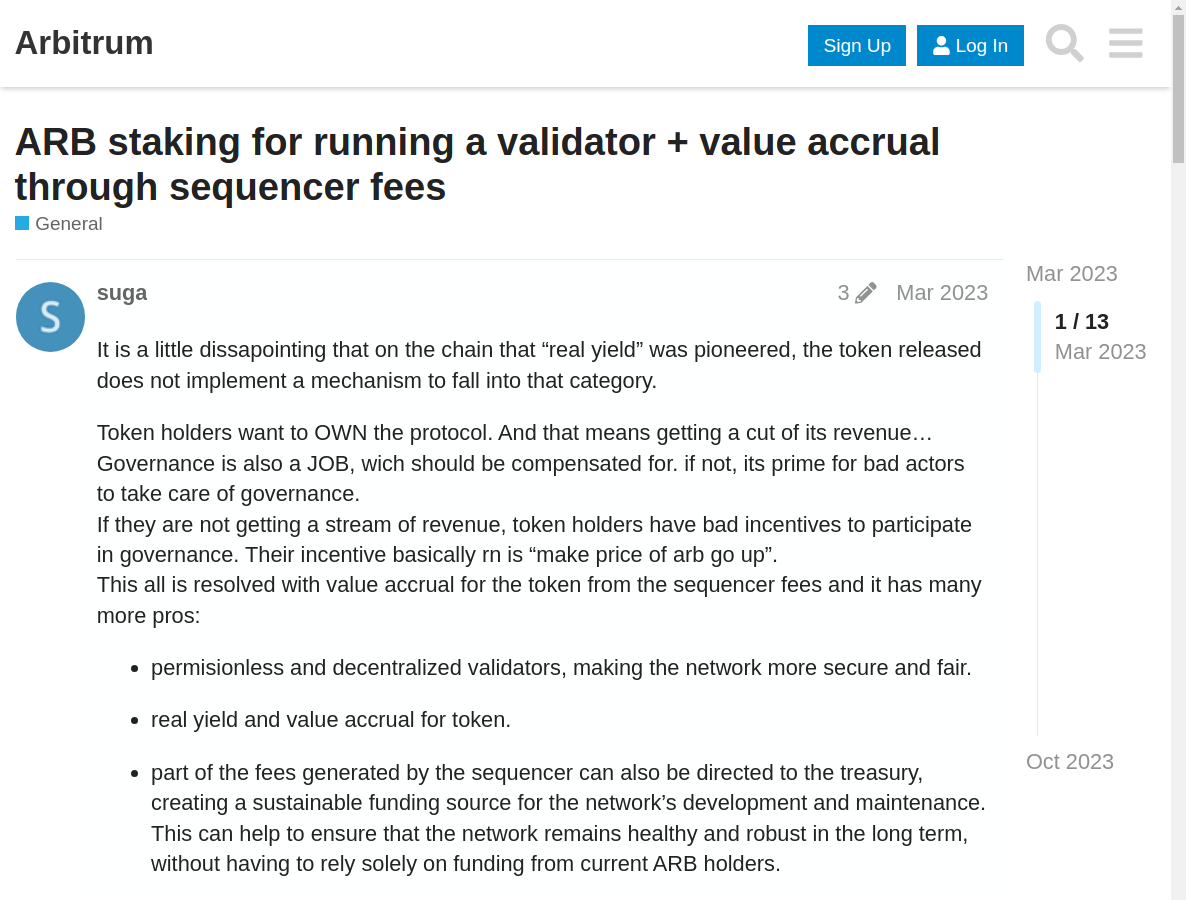 Arbitrum
Sign Up
Log In
ARB staking for running a validator + value accrual
through sequencer fees
General
S
suga
3
Mar 2023
It is a little dissapointing that on the chain that “real yield” was pioneered, the token released
does not implement a mechanism to fall into that category.
Token holders want to OWN the protocol. And that means getting a cut of its revenue…
Governance is also a JOB, wich should be compensated for. if not, its prime for bad actors
to take care of governance.
If they are not getting a stream of revenue, token holders have bad incentives to participate
in governance. Their incentive basically rn is “make price of arb go up”.
This all is resolved with value accrual for the token from the sequencer fees and it has many
more pros:
• permisionless and decentralized validators, making the network more secure and fair.
• real yield and value accrual for token.
• part of the fees generated by the sequencer can also be directed to the treasury,
creating a sustainable funding source for the network’s development and maintenance.
This can help to ensure that the network remains healthy and robust in the long term,
without having to rely solely on funding from current ARB holders.
Mar 2023
1 / 13
Mar 2023
Oct 2023